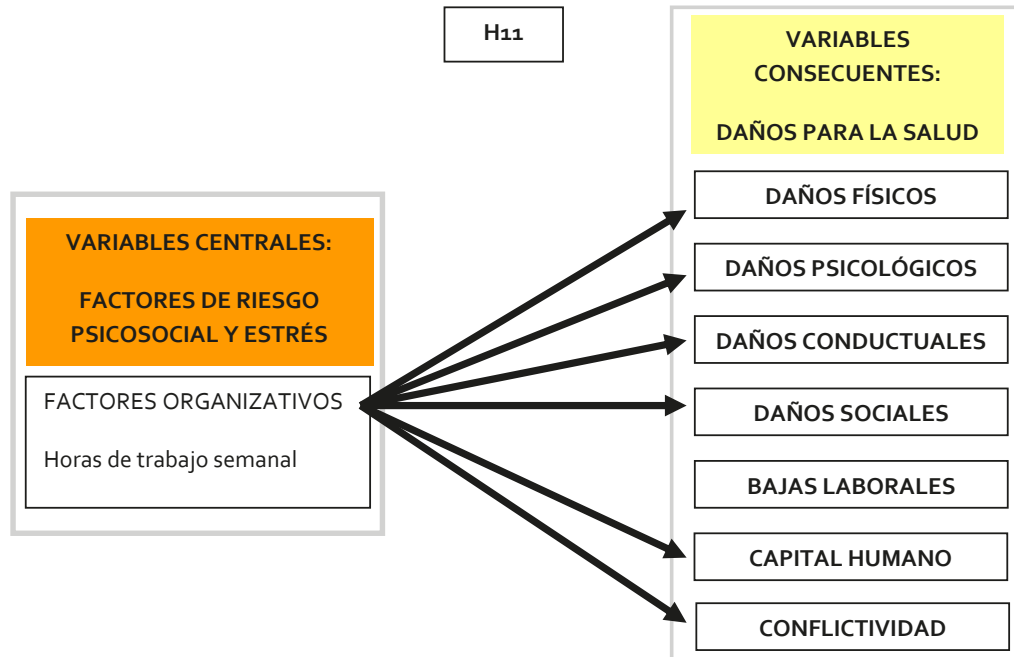 H11
VARIABLES
CONSECUENTES:
DAÑOS PARA LA SALUD
DAÑOS FÍSICOS
VARIABLES CENTRALES:
FACTORES DE RIESGO
PSICOSOCIAL Y ESTRÉS
DAÑOS PSICOLÓGICOS
DAÑOS CONDUCTUALES
FACTORES ORGANIZATIVOS
Horas de trabajo semanal
DAÑOS SOCIALES
BAJAS LABORALES
CAPITAL HUMANO
CONFLICTIVIDAD